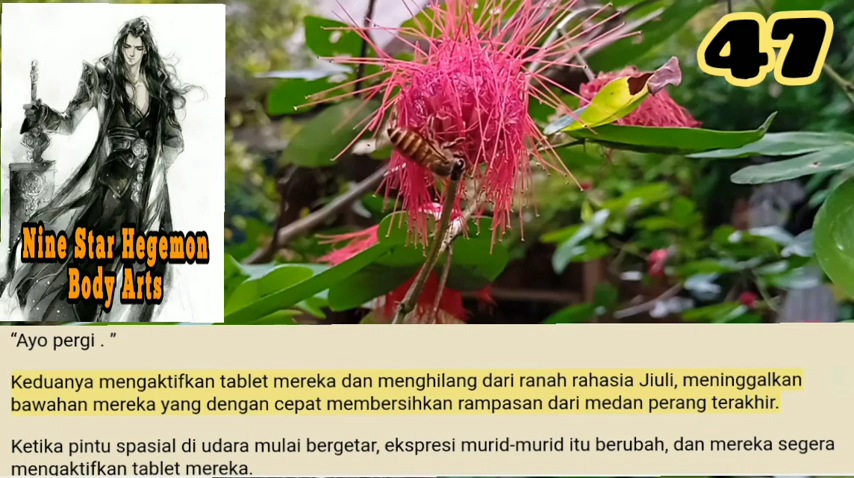 47
Nine Star Hegemon
Body Arts
“Ayo pergi . ”
Keduanya mengaktifkan tablet mereka dan menghilang dari ranah rahasia Jiuli, meninggalkan
bawahan mereka yang dengan cepat membersihkan rampasan dari medan perang terakhir.
Ketika pintu spasial di udara mulai bergetar, ekspresi murid-murid itu berubah, dan mereka segera
mengaktifkan tablet mereka.